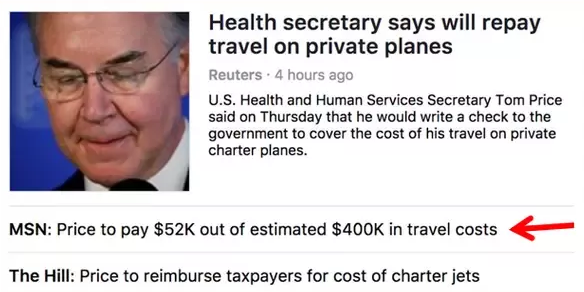 Health secretary says will repay
travel on private planes
Reuters · 4 hours ago
U.S. Health and Human Services Secretary Tom Price
said on Thursday that he would write a check to the
government to cover the cost of his travel on private
charter planes.
MSN: Price to pay $52K out of estimated $400K in travel costs
The Hill: Price to reimburse taxpayers for cost of charter jets